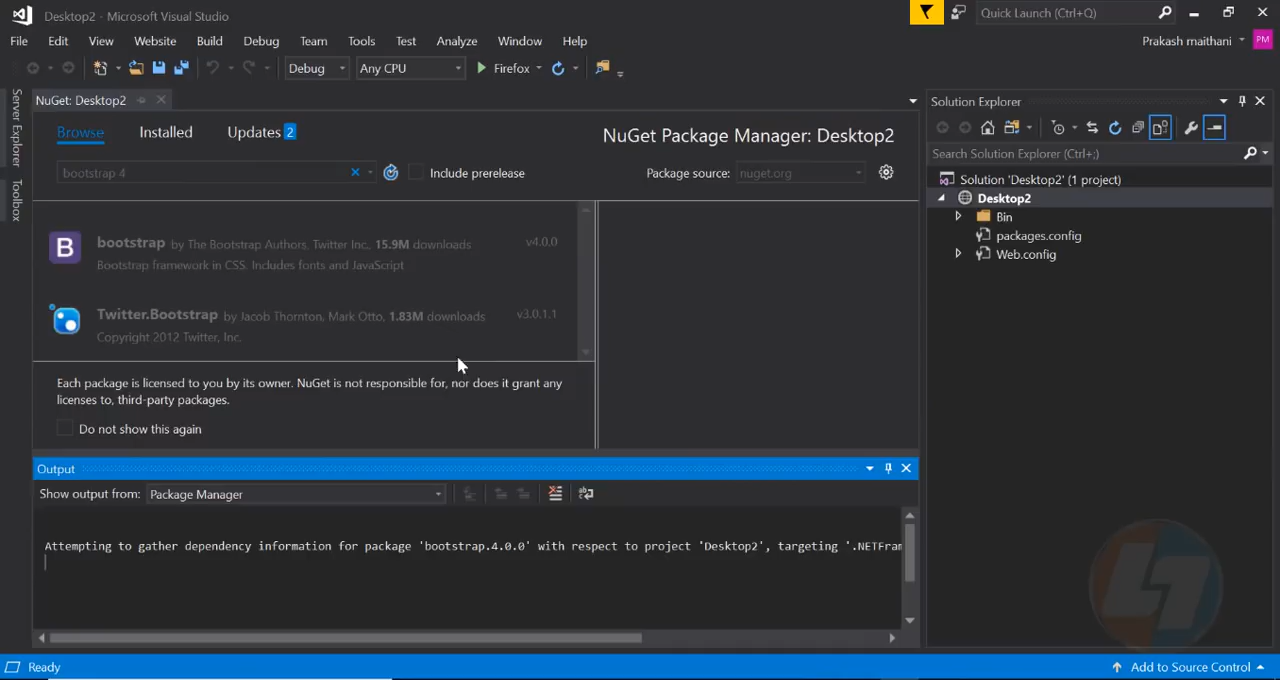 Desktop2 - Microsoft Visual Studio
Quick Launch (Ctrl+Q)
File Edit View Website Build Debug Team Tools Test Analyze Window Help
Prakash maithani PM
Debug Any CPU Firefox
Server Explorer
Toolbox
NuGet: Desktop2
Browse Installed Updates 2
NuGet Package Manager: Desktop2
bootstrap 4
Include prerelease
Package source: nuget.org
B bootstrap by The Bootstrap Authors, Twitter Inc., 15.9M downloads v4.0.0
Bootstrap framework in CSS. Includes fonts and JavaScript
Twitter.Bootstrap by Jacob Thornton, Mark Otto, 1.83M downloads v3.0.1.1
Copyright 2012 Twitter, Inc.
Each package is licensed to you by its owner. NuGet is not responsible for, nor does it grant any
licenses to, third-party packages.
Do not show this again
Output
Show output from: Package Manager
Attempting to gather dependency information for package 'bootstrap.4.0.0' with respect to project 'Desktop2', targeting '.NETFram
Solution Explorer
Search Solution Explorer (Ctrl+;)
Solution 'Desktop2' (1 project)
Desktop2
Bin
packages.config
Web.config
Ready
Add to Source Control